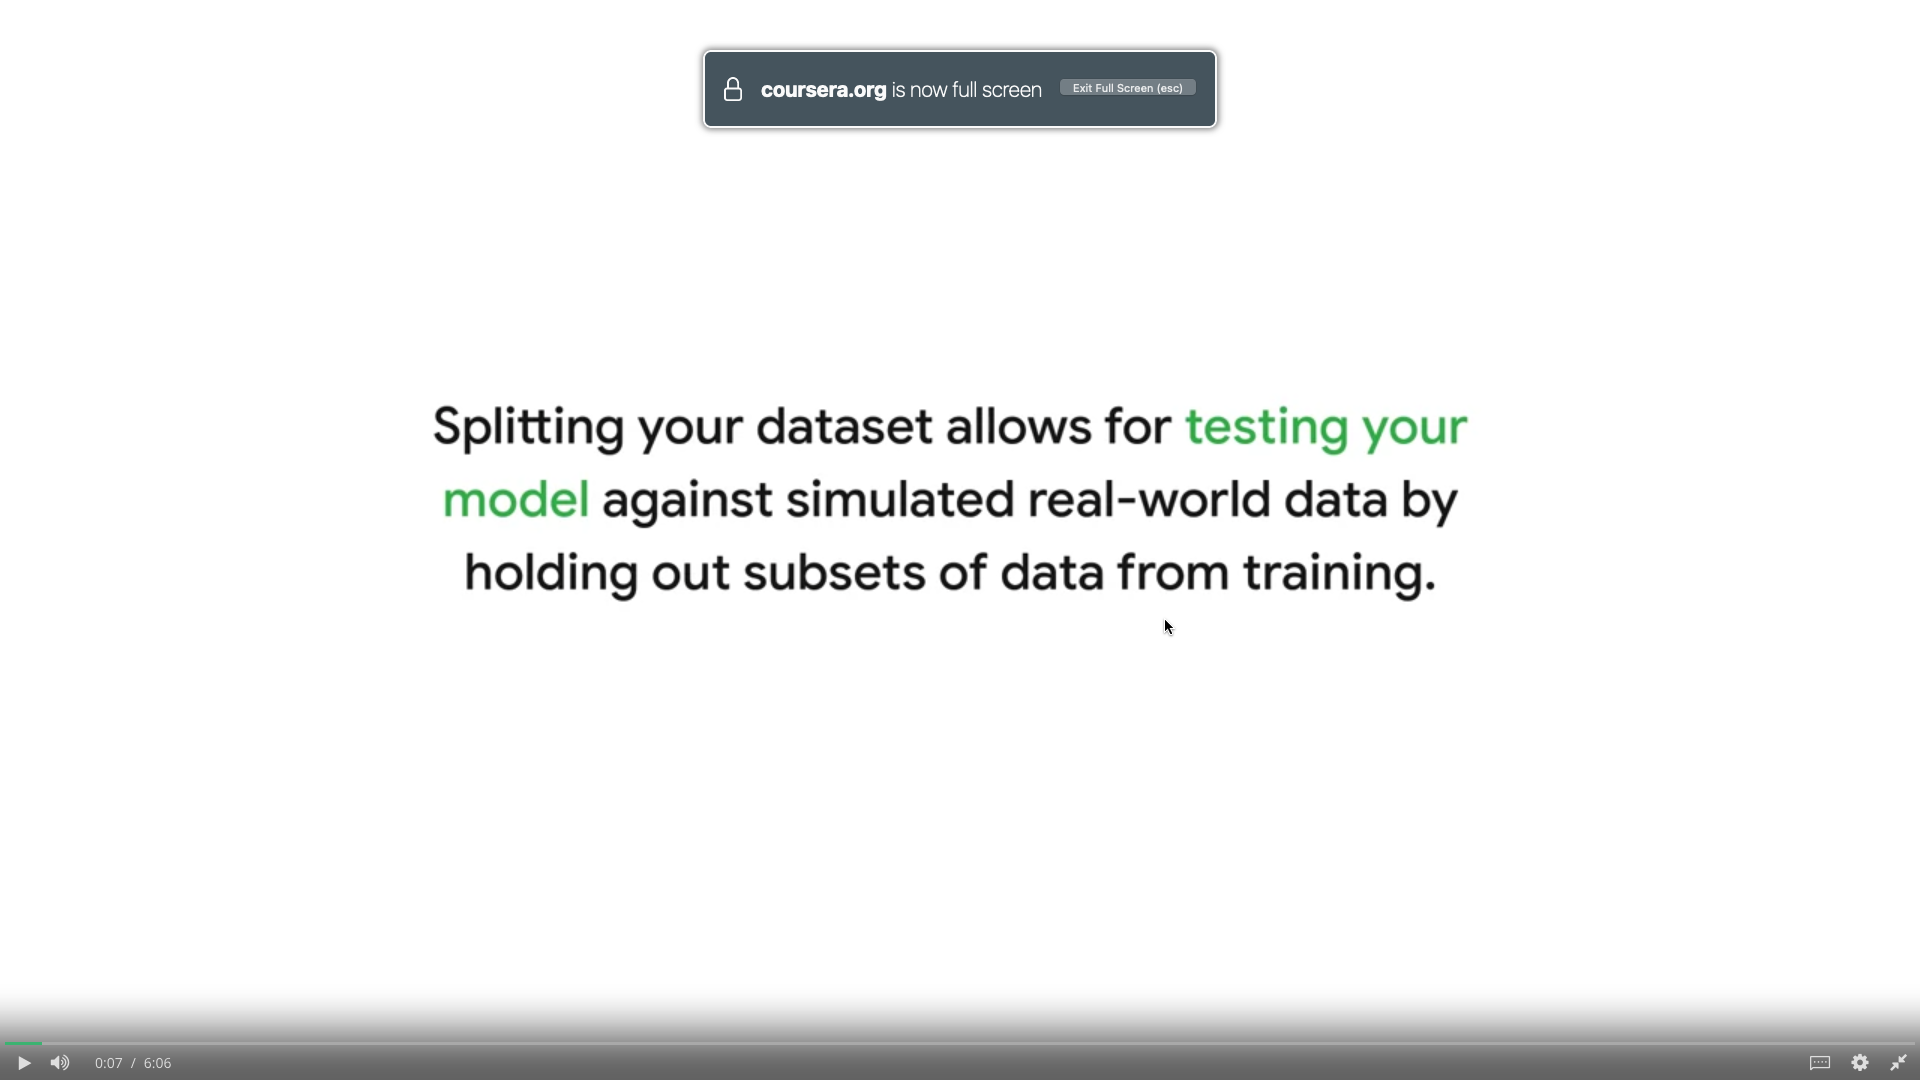 coursera.org is now full screen Exit Full Screen (esc)
Splitting your dataset allows for testing your
model against simulated real-world data by
holding out subsets of data from training.
0:07 / 6:06